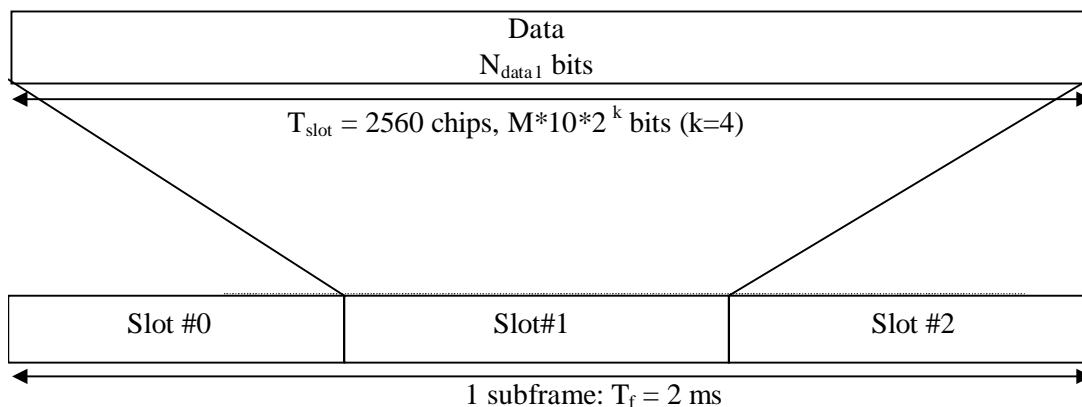 Data
N_data1 bits
T_slot = 2560 chips, M*10*2^k bits (k=4)
Slot #0
Slot#1
Slot #2
1 subframe: T_f = 2 ms